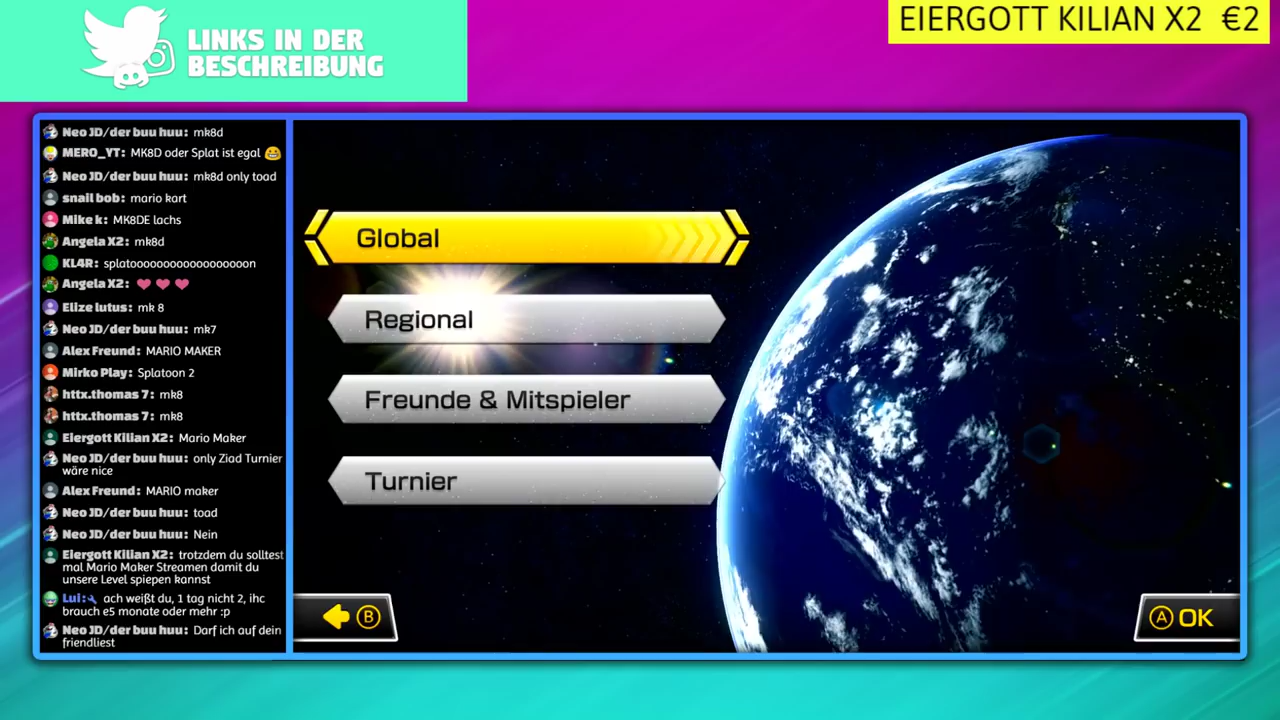 LINKS IN DER
BESCHREIBUNG
EIERGOTT KILIAN X2 €2
Neo JD/der buu huu: mk8d
MERO_YT: MK8D oder Splat ist egal
Neo JD/der buu huu: mk8d only toad
snail bob: mario kart
Mike k: MK8DE lachs
Angela X2: mk8d
KL4R: splatooooooooooooooooon
Angela X2:
Elize lutus: mk 8
Neo JD/der buu huu: mk7
Alex Freund: MARIO MAKER
Mirko Play: Splatoon 2
httx.thomas 7: mk8
httx.thomas 7: mk8
Eiergott Kilian X2: Mario Maker
Neo JD/der buu huu: only Ziad Turnier
wäre nice
Alex Freund: MARIO maker
Neo JD/der buu huu: toad
Neo JD/der buu huu: Nein
Eiergott Kilian X2: trotzdem du solltest
mal Mario Maker Streamen damit du
unsere Level spiepen kannst
Lui: ach weißt du, 1 tag nicht 2, ihc
brauch e5 monate oder mehr :p
Neo JD/der buu huu: Darf ich auf dein
friendliest
Global
Regional
Freunde & Mitspieler
Turnier
B
A OK